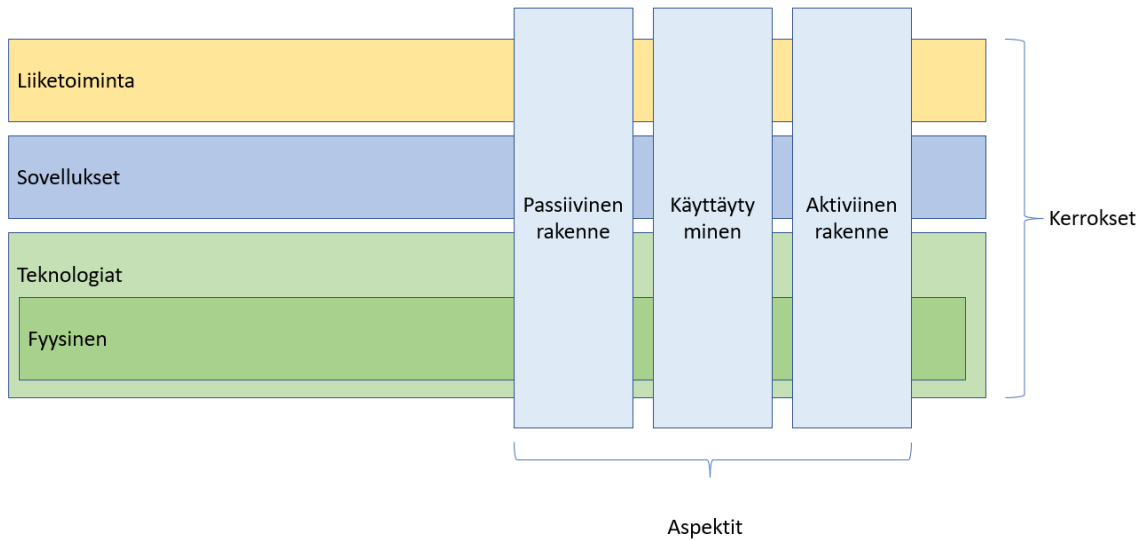 Liiketoiminta
Sovellukset
Passiivinen
rakenne
Käyttäyty
minen
Aktiivinen
rakenne
Kerrokset
Teknologiat
Fyysinen
Aspektit